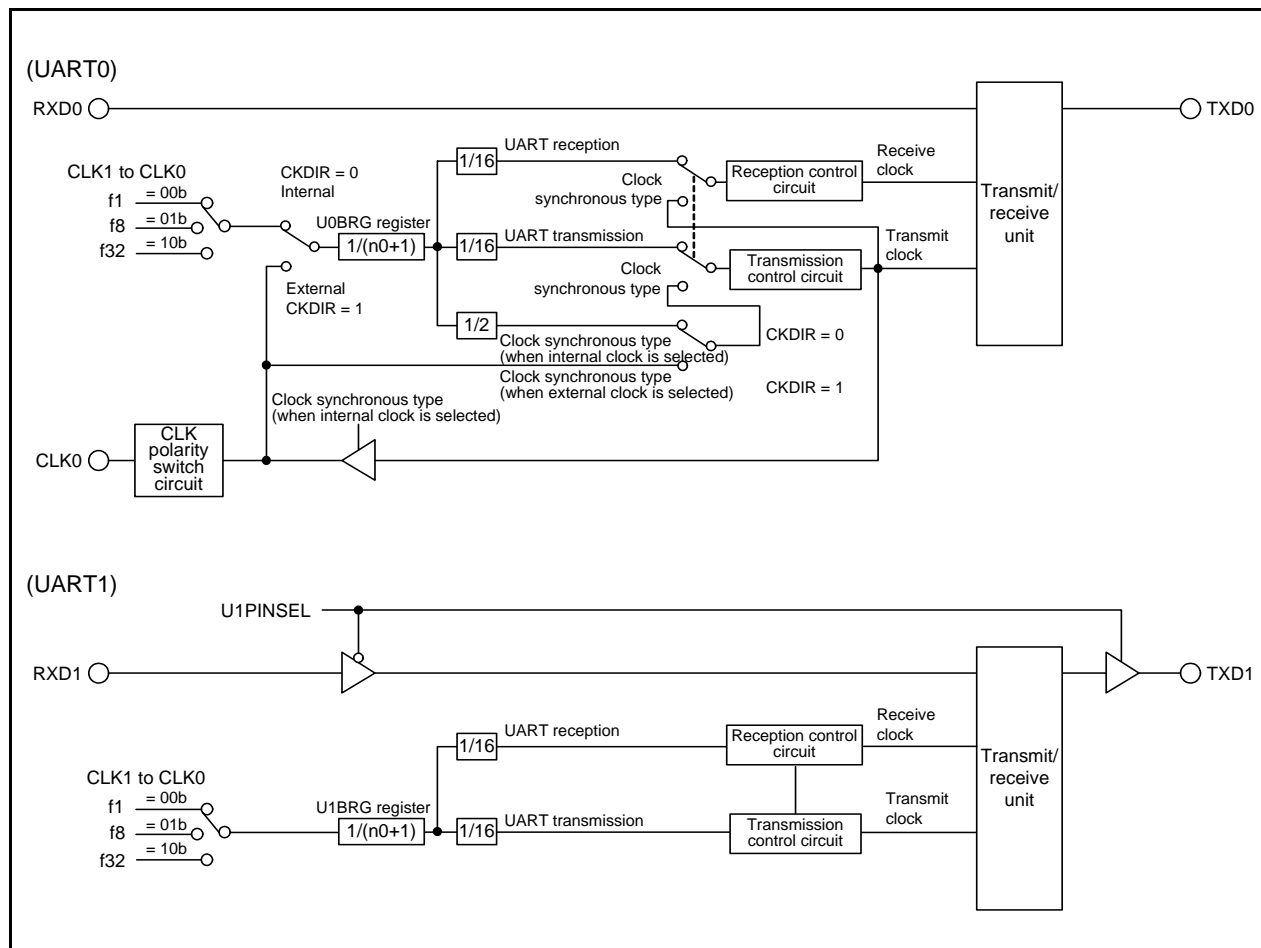 (UART0)
RXD0
TXD0
1/16
UART reception
Reception control
circuit
Receive
clock
CLK1 to CLK0
CKDIR = 0
Internal
f1
= 00b
f8
= 01b
f32
= 10b
U0BRG register
1/(n0+1)
Clock
synchronous type
1/16
UART transmission
Transmission
control circuit
Transmit
clock
Transmit/
receive
unit
External
CKDIR = 1
Clock
synchronous type
1/2
CKDIR = 0
Clock synchronous type
(when internal clock is selected)
Clock synchronous type
(when external clock is selected)
CKDIR = 1
Clock synchronous type
(when internal clock is selected)
CLK0
CLK
polarity
switch
circuit
(UART1)
U1PINSEL
RXD1
TXD1
1/16
UART reception
Reception control
circuit
Receive
clock
Transmit/
receive
unit
CLK1 to CLK0
f1
= 00b
f8
= 01b
f32
= 10b
U1BRG register
1/(n0+1)
1/16
UART transmission
Transmission
control circuit
Transmit
clock